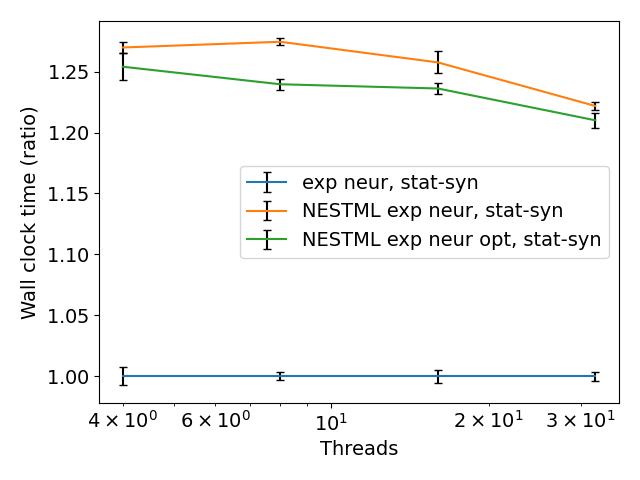 Wall clock time (ratio)
1.25
1.20
1.15
1.10
1.05
1.00
exp neur, stat-syn
NESTML exp neur, stat-syn
NESTML exp neur opt, stat-syn
4 × 10⁰ 6 × 10⁰ 10¹ 2 × 10¹ 3 × 10¹
Threads